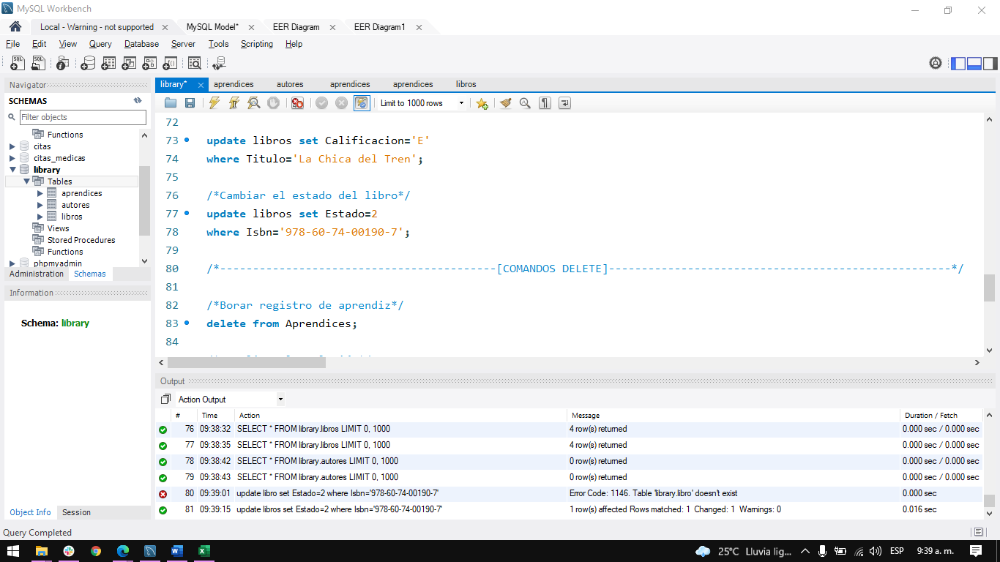 MySQL Workbench
Local - Warning - not supported
MySQL Model*
EER Diagram
EER Diagram1
File Edit View Query Database Server Tools Scripting Help
Navigator
SCHEMAS
Filter objects
Functions
citas
citas_medicas
library
Tables
aprendices
autores
libros
Views
Stored Procedures
Functions
phpmyadmin
Administration Schemas
Information
Schema: library
Object Info Session
library* aprendices autores aprendices aprendices libros
Limit to 1000 rows
72
73 update libros set Calificacion='E'
74 where Titulo='La Chica del Tren';
75
76 /*Cambiar el estado del libro*/
77 update libros set Estado=2
78 where Isbn='978-60-74-00190-7';
79
80 /*------------------------------------------[COMANDOS DELETE]----------------------------------------------------*/
81
82 /*Borar registro de aprendiz*/
83 delete from Aprendices;
84
Output
Action Output
# Time Action Message Duration / Fetch
76 09:38:32 SELECT * FROM library.libros LIMIT 0, 1000 4 row(s) returned 0.000 sec / 0.000 sec
77 09:38:35 SELECT * FROM library.libros LIMIT 0, 1000 4 row(s) returned 0.000 sec / 0.000 sec
78 09:38:42 SELECT * FROM library.autores LIMIT 0, 1000 0 row(s) returned 0.000 sec / 0.000 sec
79 09:38:43 SELECT * FROM library.autores LIMIT 0, 1000 0 row(s) returned 0.000 sec / 0.000 sec
80 09:39:01 update libro set Estado=2 where Isbn='978-60-74-00190-7' Error Code: 1146. Table 'library.libro' doesn't exist 0.000 sec
81 09:39:15 update libros set Estado=2 where Isbn='978-60-74-00190-7' 1 row(s) affected Rows matched: 1 Changed: 1 Warnings: 0 0.016 sec
Query Completed
25°C Lluvia lig... ESP 9:39 a. m.